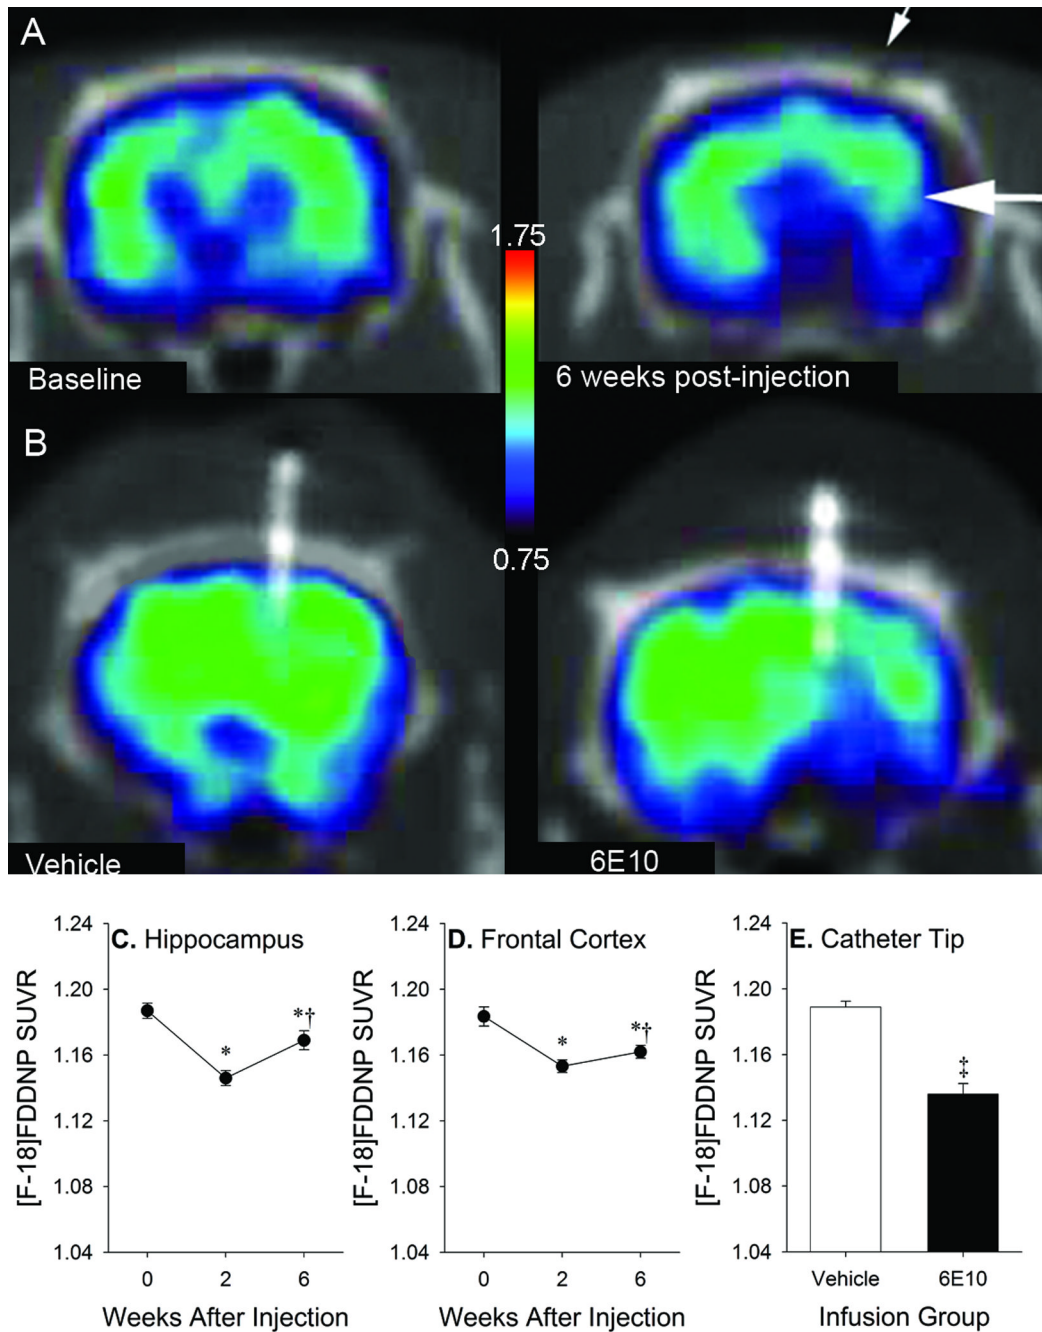 A
1.75
Baseline
6 weeks post-injection
B
0.75
Vehicle
6E10
C. Hippocampus
[F-18]FDDNP SUVR
1.24
1.20
1.16
1.12
1.08
1.04
*
*†
0
2
6
Weeks After Injection
D. Frontal Cortex
[F-18]FDDNP SUVR
1.24
1.20
1.16
1.12
1.08
1.04
*
*†
0
2
6
Weeks After Injection
E. Catheter Tip
[F-18]FDDNP SUVR
1.24
1.20
1.16
1.12
1.08
1.04
‡
Vehicle
6E10
Infusion Group